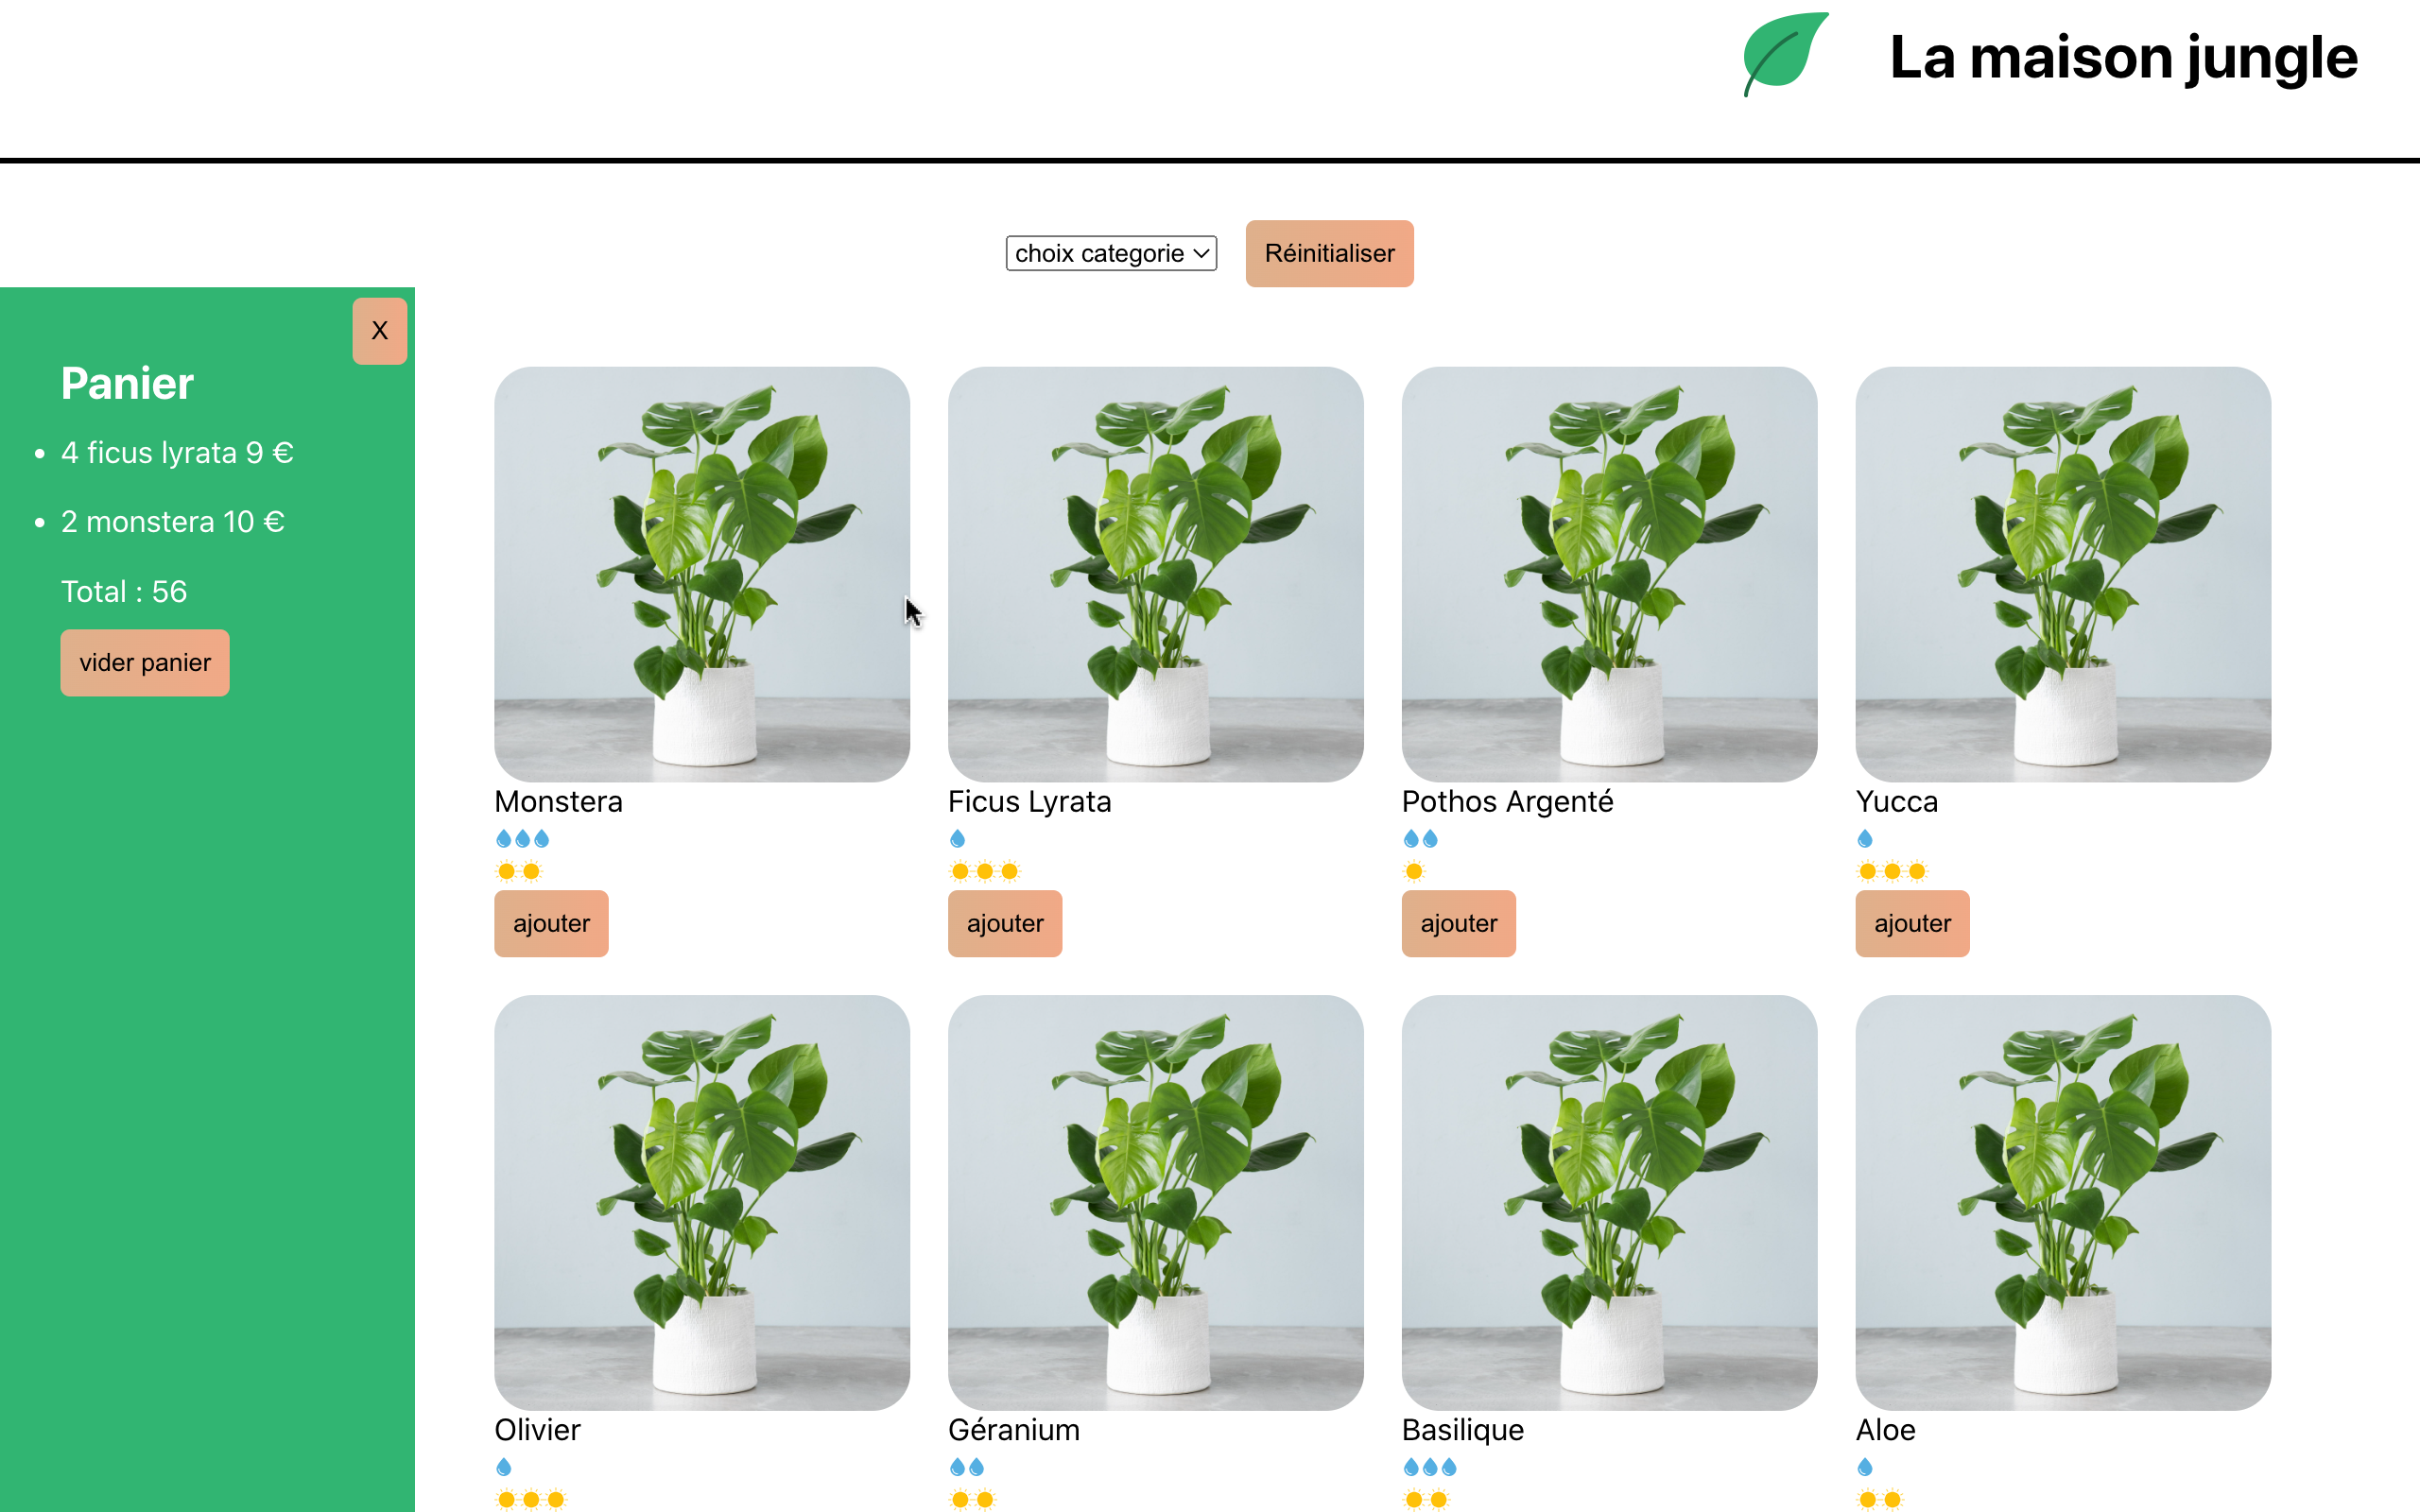 La maison jungle
choix categorie
Réinitialiser
X
Panier
4 ficus lyrata 9 €
2 monstera 10 €
Total : 56
vider panier
Monstera
ajouter
Ficus Lyrata
ajouter
Pothos Argenté
ajouter
Yucca
ajouter
Olivier
Géranium
Basilique
Aloe